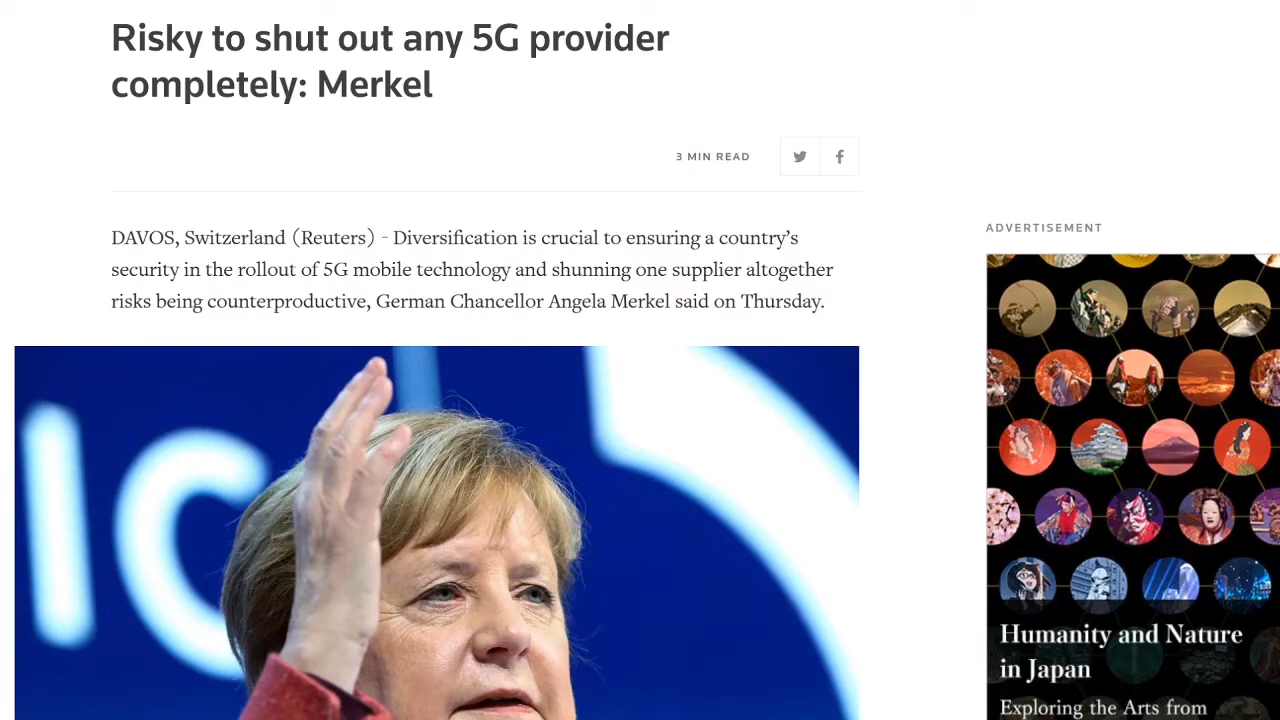 Risky to shut out any 5G provider
completely: Merkel
3 MIN READ
DAVOS, Switzerland (Reuters) - Diversification is crucial to ensuring a country’s
security in the rollout of 5G mobile technology and shunning one supplier altogether
risks being counterproductive, German Chancellor Angela Merkel said on Thursday.
IC
ADVERTISEMENT
Humanity and Nature
in Japan
Exploring the Arts from